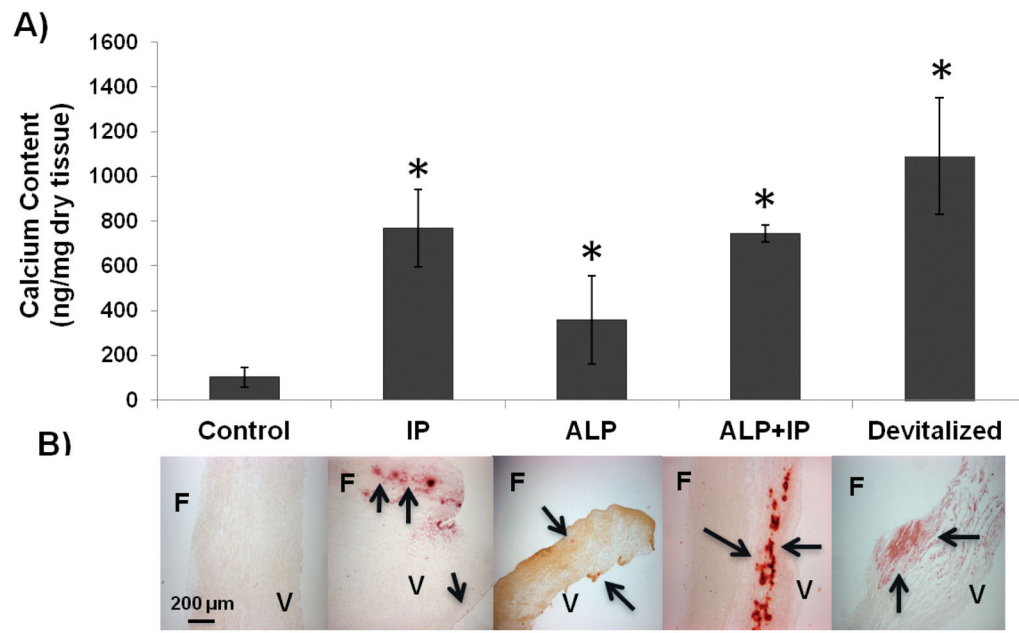 A)
Calcium Content
(ng/mg dry tissue)
1600
1400
1200
1000
800
600
400
200
0
*
*
*
*
Control IP ALP ALP+IP Devitalized
B)
F F F F F
V V V V V
200 µm